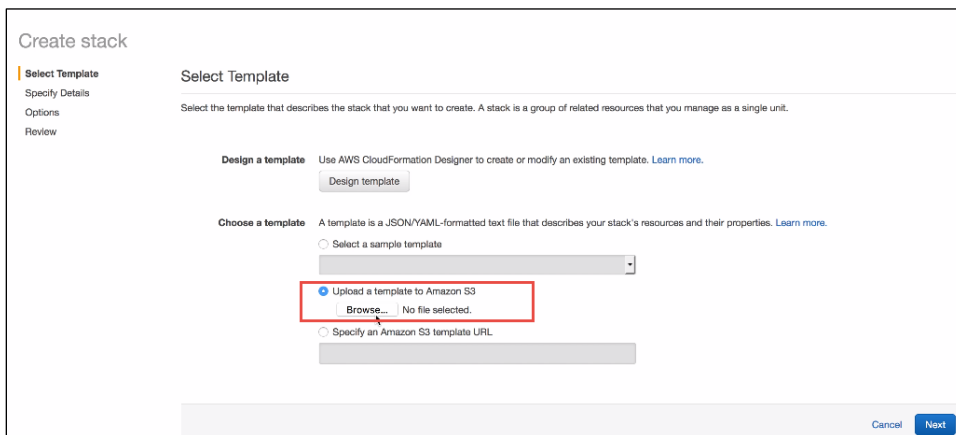 Create stack
Select Template
Specify Details
Options
Review
Select Template
Select the template that describes the stack that you want to create. A stack is a group of related resources that you manage as a single unit.
Design a template Use AWS CloudFormation Designer to create or modify an existing template. Learn more.
Design template
Choose a template A template is a JSON/YAML-formatted text file that describes your stack's resources and their properties. Learn more.
Select a sample template
Upload a template to Amazon S3
Browse... No file selected.
Specify an Amazon S3 template URL
Cancel Next